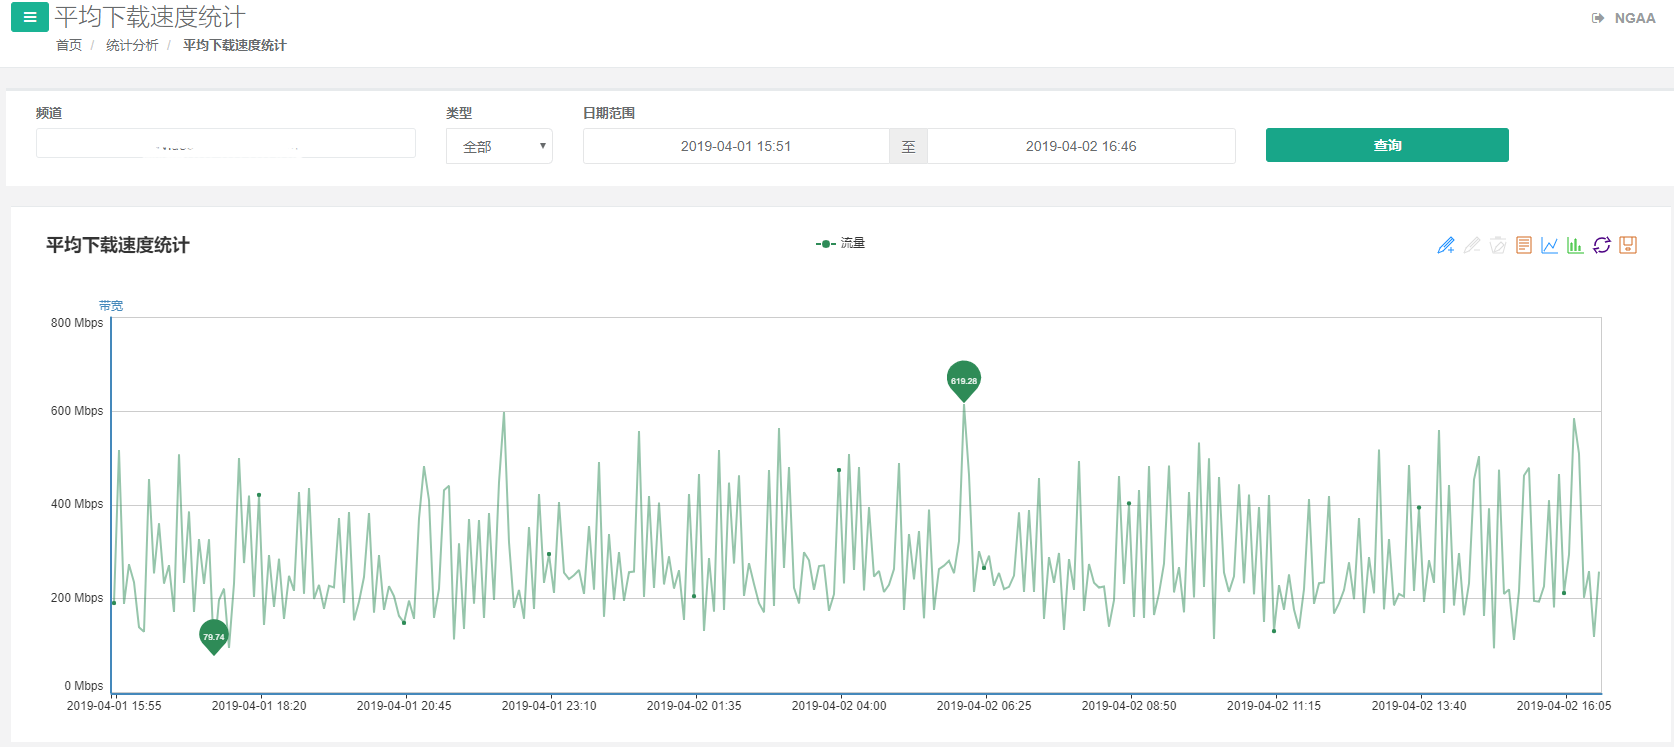 平均下载速度统计
NGAA
首页 / 统计分析 / 平均下载速度统计
频道
类型
日期范围
全部
2019-04-01 15:51
至
2019-04-02 16:46
查询
平均下载速度统计
流量
带宽
800 Mbps
600 Mbps
400 Mbps
200 Mbps
0 Mbps
619.28
79.74
2019-04-01 15:55
2019-04-01 18:20
2019-04-01 20:45
2019-04-01 23:10
2019-04-02 01:35
2019-04-02 04:00
2019-04-02 06:25
2019-04-02 08:50
2019-04-02 11:15
2019-04-02 13:40
2019-04-02 16:05